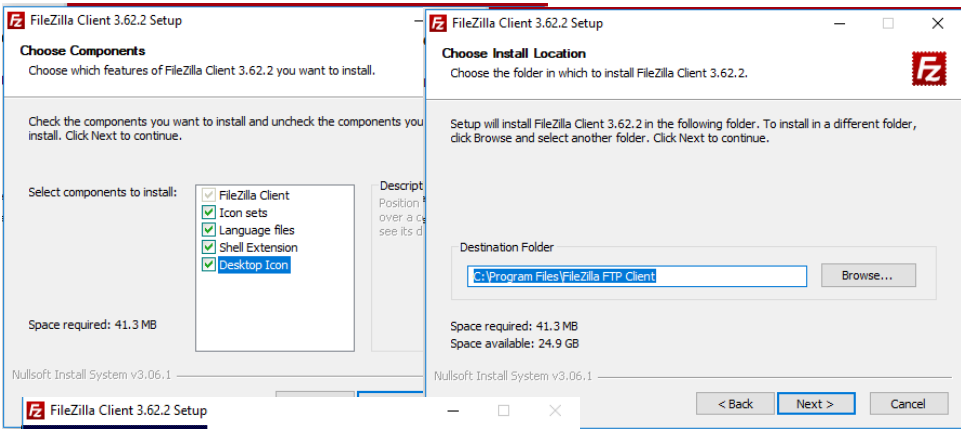 FileZilla Client 3.62.2 Setup
Choose Components
Choose which features of FileZilla Client 3.62.2 you want to install.
Check the components you want to install and uncheck the components you
install. Click Next to continue.
Select components to install:
FileZilla Client
Icon sets
Language files
Shell Extension
Desktop Icon
Descript
Position
over a
see its d
Space required: 41.3 MB
Nullsoft Install System v3.06.1
FileZilla Client 3.62.2 Setup
Choose Install Location
Choose the folder in which to install FileZilla Client 3.62.2.
Fz
Setup will install FileZilla Client 3.62.2 in the following folder. To install in a different folder,
click Browse and select another folder. Click Next to continue.
Destination Folder
C:\Program Files\FileZilla FTP Client
Browse...
Space required: 41.3 MB
Space available: 24.9 GB
Nullsoft Install System v3.06.1
< Back
Next >
Cancel
FileZilla Client 3.62.2 Setup